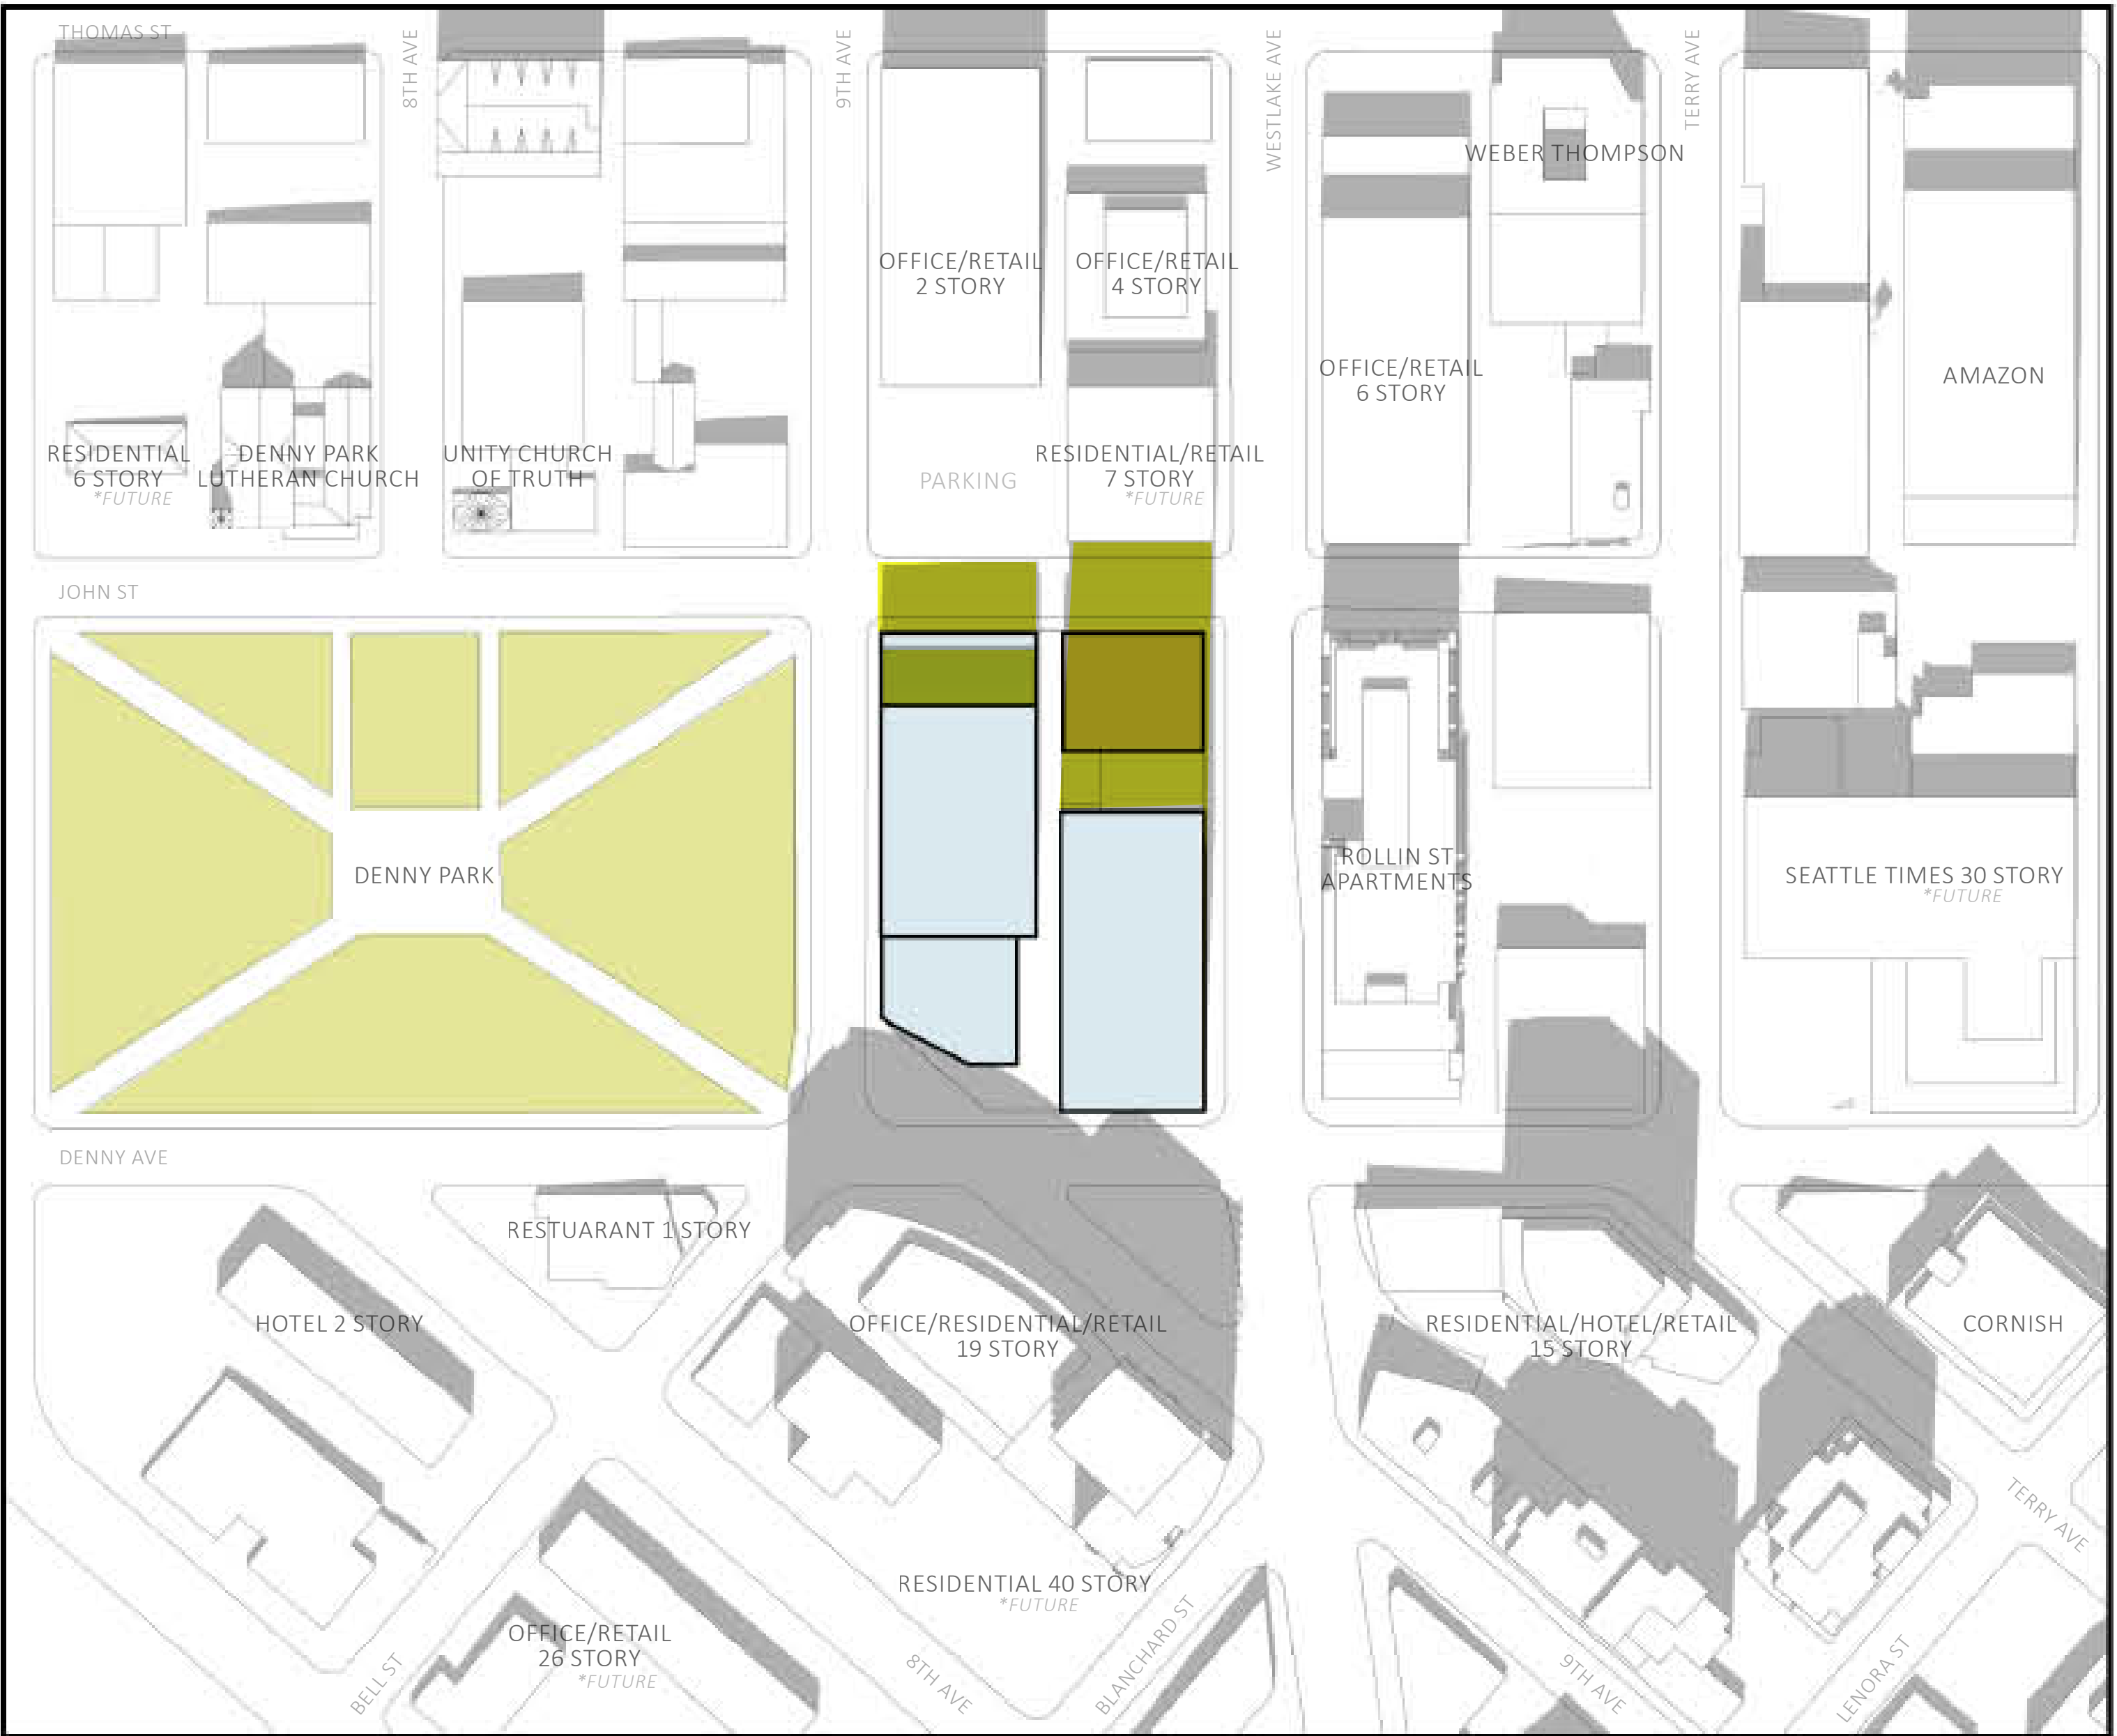 THOMAS ST
8TH AVE
9TH AVE
WESTLAKE AVE
TERRY AVE
WEBER THOMPSON
OFFICE/RETAIL
2 STORY
OFFICE/RETAIL
4 STORY
OFFICE/RETAIL
6 STORY
AMAZON
RESIDENTIAL
6 STORY
*FUTURE
DENNY PARK
LUTHERAN CHURCH
UNITY CHURCH
OF TRUTH
PARKING
RESIDENTIAL/RETAIL
7 STORY
*FUTURE
JOHN ST
DENNY PARK
ROLLIN ST
APARTMENTS
SEATTLE TIMES 30 STORY
*FUTURE
DENNY AVE
RESTUARANT 1 STORY
HOTEL 2 STORY
OFFICE/RESIDENTIAL/RETAIL
19 STORY
RESIDENTIAL/HOTEL/RETAIL
15 STORY
CORNISH
TERRY AVE
RESIDENTIAL 40 STORY
*FUTURE
OFFICE/RETAIL
26 STORY
*FUTURE
BELL ST
8TH AVE
BLANCHARD ST
9TH AVE
LENORA ST